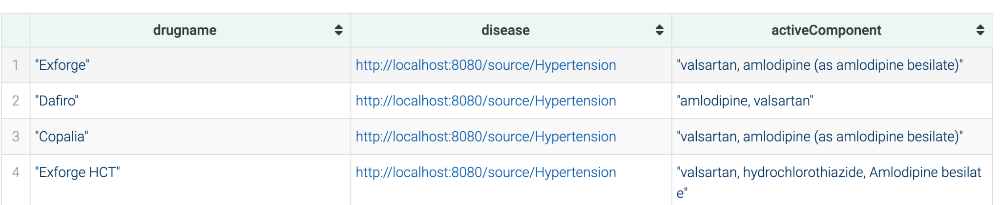 drugname disease activeComponent
1 "Exforge" http://localhost:8080/source/Hypertension "valsartan, amlodipine (as amlodipine besilate)"
2 "Dafiro" http://localhost:8080/source/Hypertension "amlodipine, valsartan"
3 "Copalia" http://localhost:8080/source/Hypertension "valsartan, amlodipine (as amlodipine besilate)"
4 "Exforge HCT" http://localhost:8080/source/Hypertension "valsartan, hydrochlorothiazide, Amlodipine besilat
e"